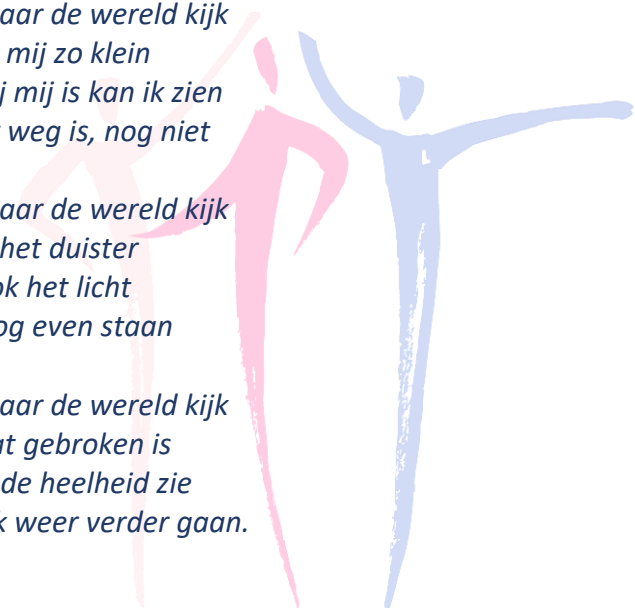 aar de wereld kijk
mij zo klein
mij is kan ik zien
weg is, nog niet
aar de wereld kijk
het duister
ok het licht
og even staan
aar de wereld kijk
at gebroken is
de heelheid zie
k weer verder gaan.